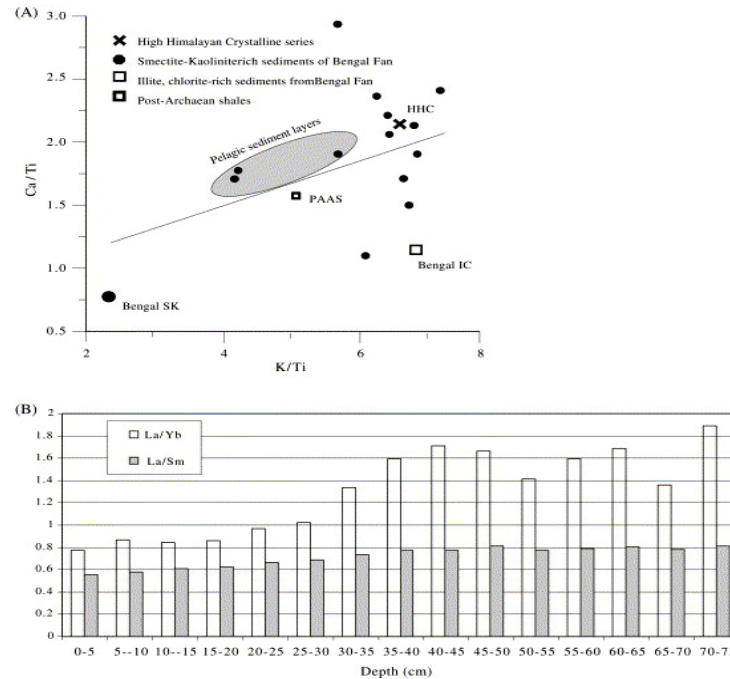 (A)
3.0
2.5
2.0
1.5
1.0
0.5
Ca/Ti
High Himalayan Crystalline series
Smectite-Kaoliniterich sediments of Bengal Fan
Illite, chlorite-rich sediments fromBengal Fan
Post-Archaean shales
HHC
Pelagic sediment layers
PAAS
Bengal IC
Bengal SK
2 4 6 8
K/Ti
(B)
2
1.8
1.6
1.4
1.2
1
0.8
0.6
0.4
0.2
0
La/Yb
La/Sm
0-5 5--10 10--15 15-20 20-25 25-30 30-35 35-40 40-45 45-50 50-55 55-60 60-65 65-70
Depth (cm)